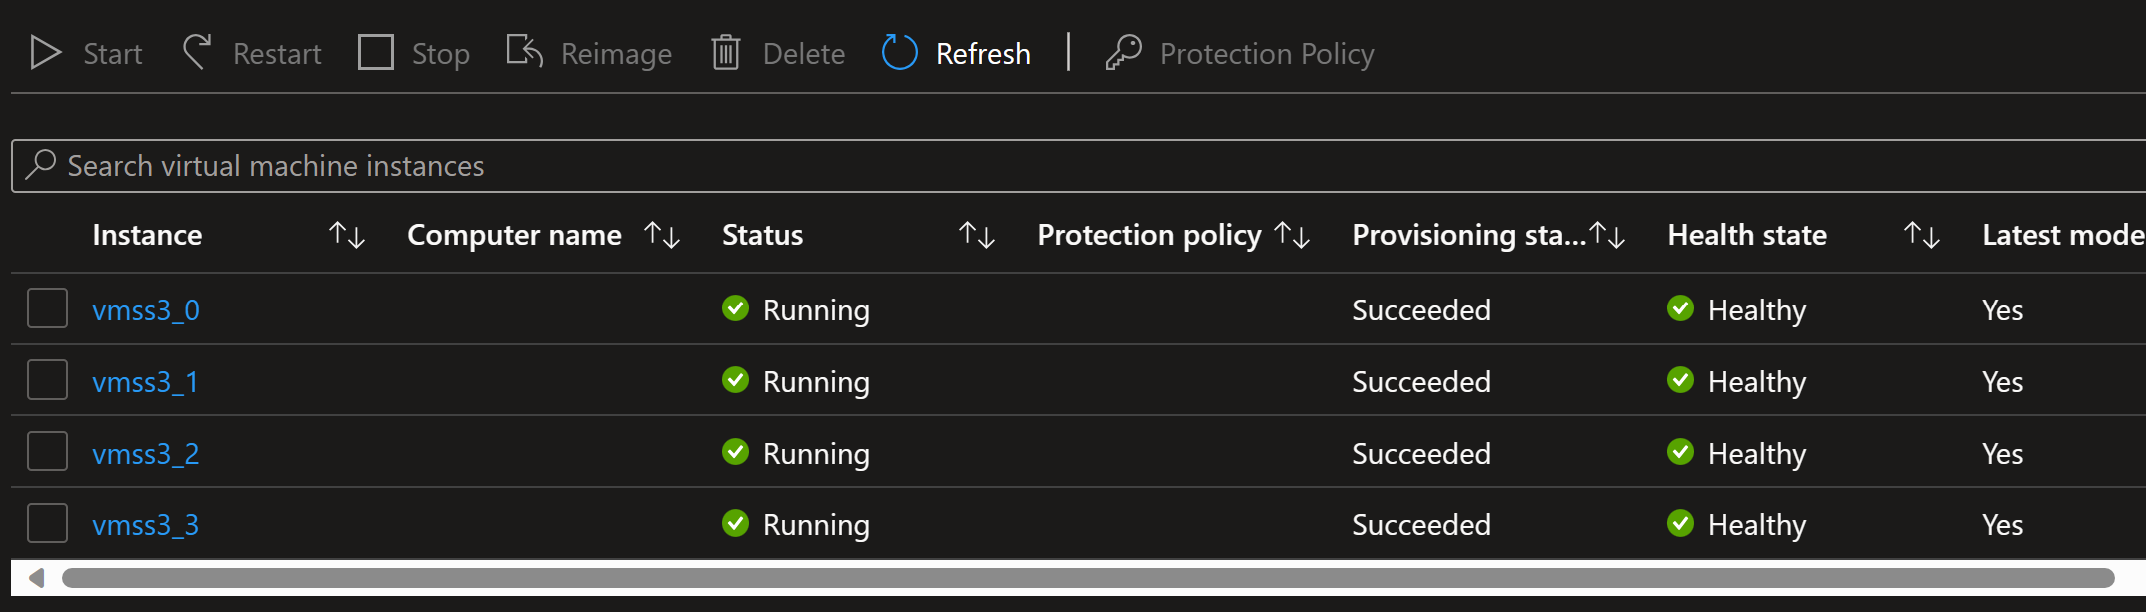 Start Restart Stop Reimage Delete Refresh Protection Policy
Search virtual machine instances
Instance Computer name Status Protection policy Provisioning sta... Health state Latest mode
vmss3_0 Running Succeeded Healthy Yes
vmss3_1 Running Succeeded Healthy Yes
vmss3_2 Running Succeeded Healthy Yes
vmss3_3 Running Succeeded Healthy Yes